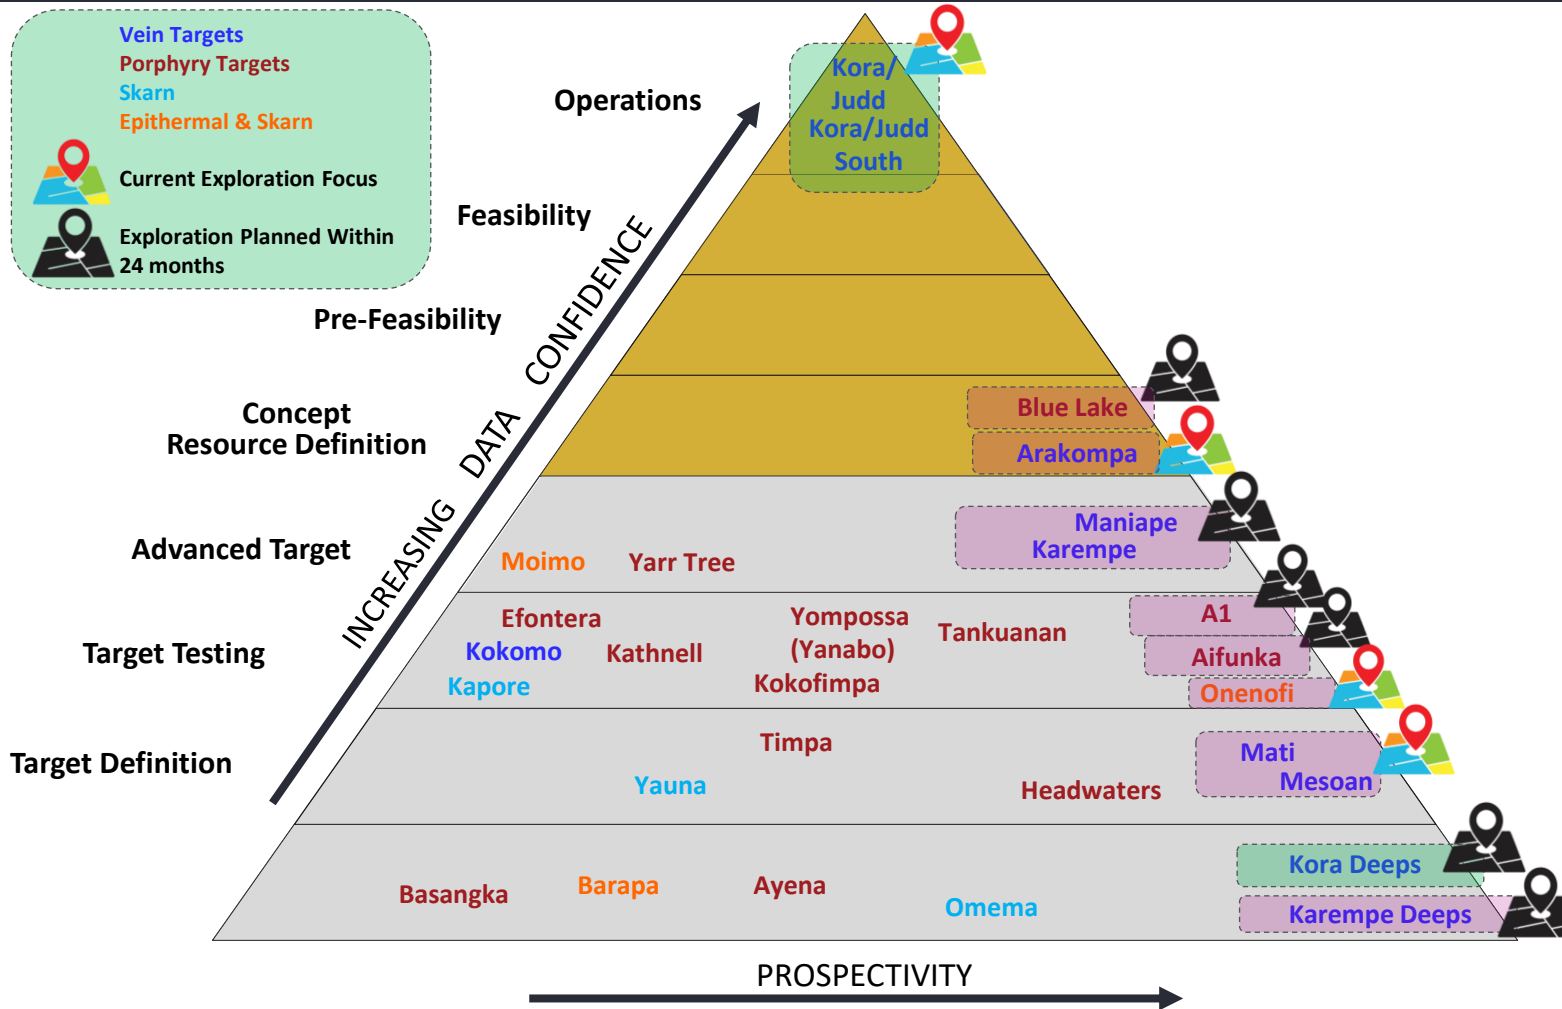 Vein Targets
Porphyry Targets
Skarn
Epithermal & Skarn
Current Exploration Focus
Exploration Planned Within
24 months
Operations
Kora/
Judd
Kora/Judd
South
Feasibility
Pre-Feasibility
INCREASING DATA CONFIDENCE
Concept
Resource Definition
Blue Lake
Arakompa
Advanced Target
Moimo
Yarr Tree
Maniape
Karempe
Target Testing
Efontera
Kokomo
Kapore
Kathnell
Yompossa
(Yanabo)
Kokofimpa
Tankuanan
A1
Aifunka
Onenofi
Target Definition
Timpa
Yauna
Headwaters
Mati
Mesoan
Basangka
Barapa
Ayena
Omema
Kora Deeps
Karempe Deeps
PROSPECTIVITY